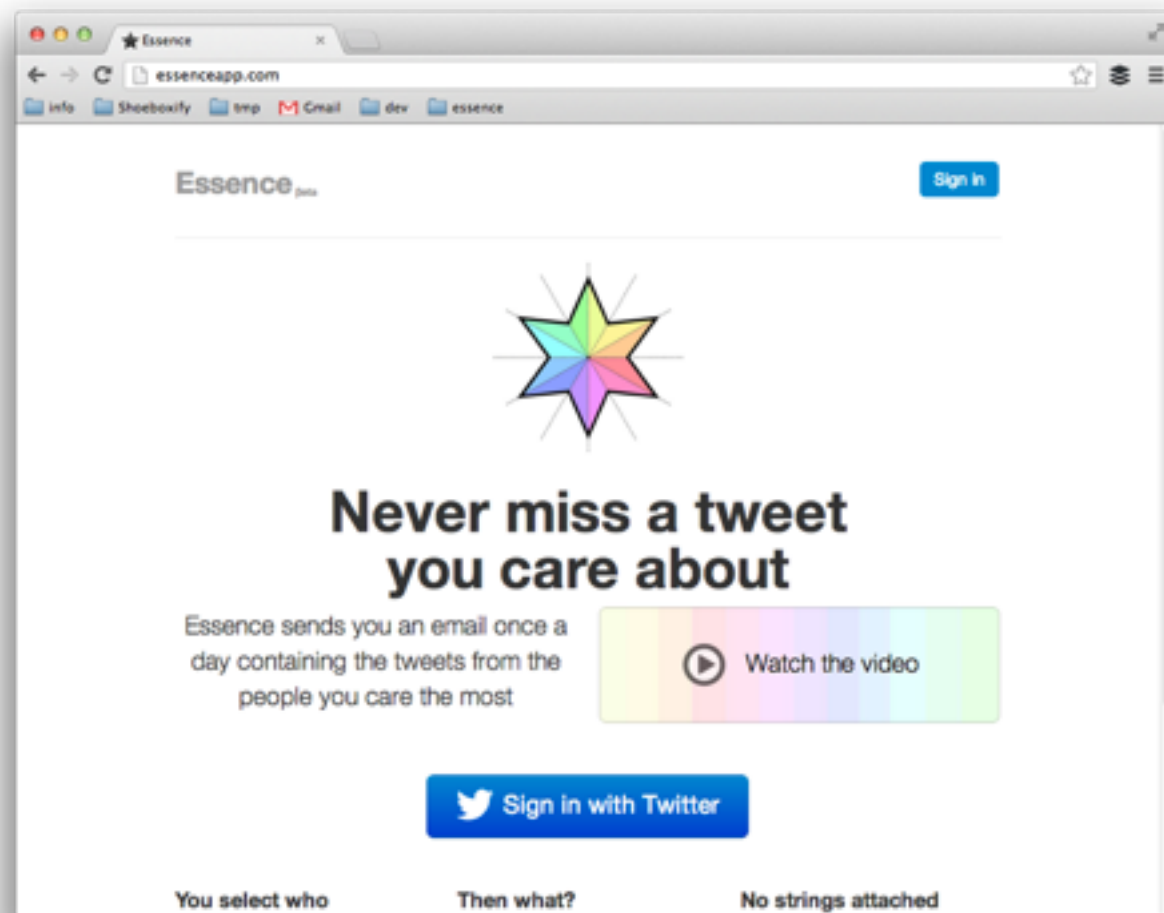 Essence
essenceapp.com
info Shoeboxify tmp Gmail dev essence
Essence Beta
Sign in
Never miss a tweet
you care about
Essence sends you an email once a
day containing the tweets from the
people you care the most
Watch the video
Sign in with Twitter
You select who
Then what?
No strings attached